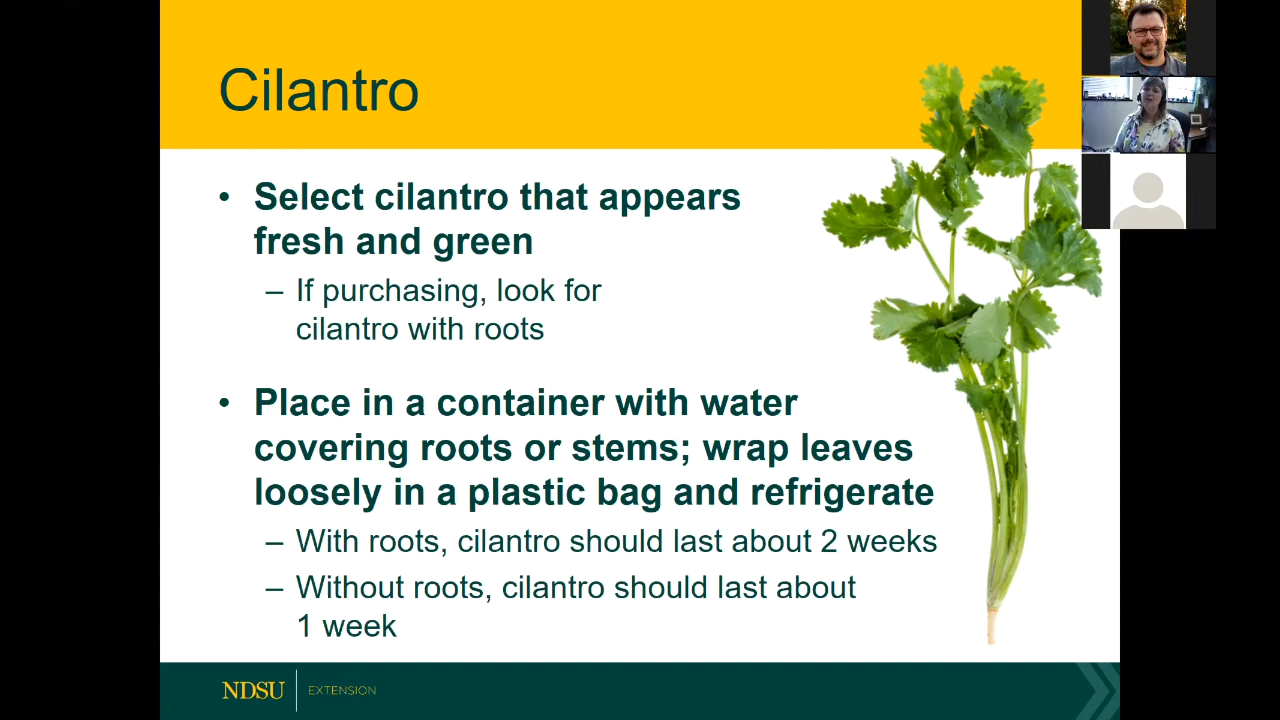 Cilantro
• Select cilantro that appears
fresh and green
– If purchasing, look for
cilantro with roots
• Place in a container with water
covering roots or stems; wrap leaves
loosely in a plastic bag and refrigerate
– With roots, cilantro should last about 2 weeks
– Without roots, cilantro should last about
1 week
NDSU EXTENSION